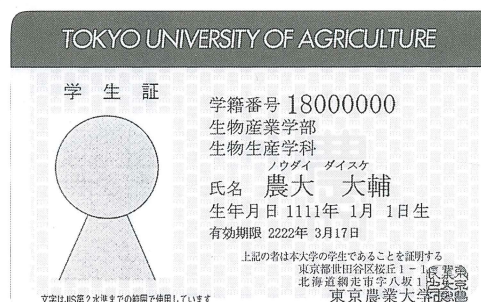 TOKYO UNIVERSITY OF AGRICULTURE
学 生 証
学籍番号 18000000
生物産業学部
生物生産学科
ノウダイ ダイスケ
氏名 農大 大輔
生年月日 1111年 1月 1日生
有効期限 2222年 3月17日
上記の者は本大学の学生であることを証明する
東京都世田谷区桜丘1-1-
北海道網走市字八坂1
東京農業大学
文字はJIS第2水準までの範囲で使用しています